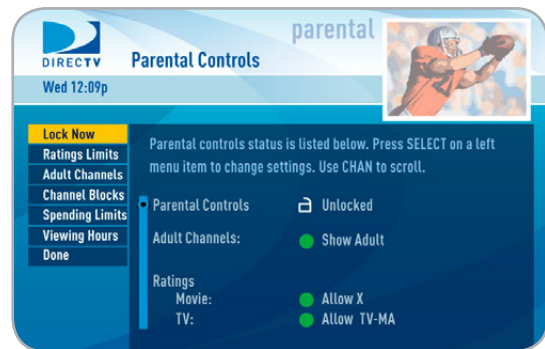 parental
DIRECTV
Parental Controls
Wed 12:09p
Lock Now
Ratings Limits
Adult Channels
Channel Blocks
Spending Limits
Viewing Hours
Done
Parental controls status is listed below. Press SELECT on a left
menu item to change settings. Use CHAN to scroll.
Parental Controls Unlocked
Adult Channels: Show Adult
Ratings
Movie: Allow X
TV: Allow TV-MA